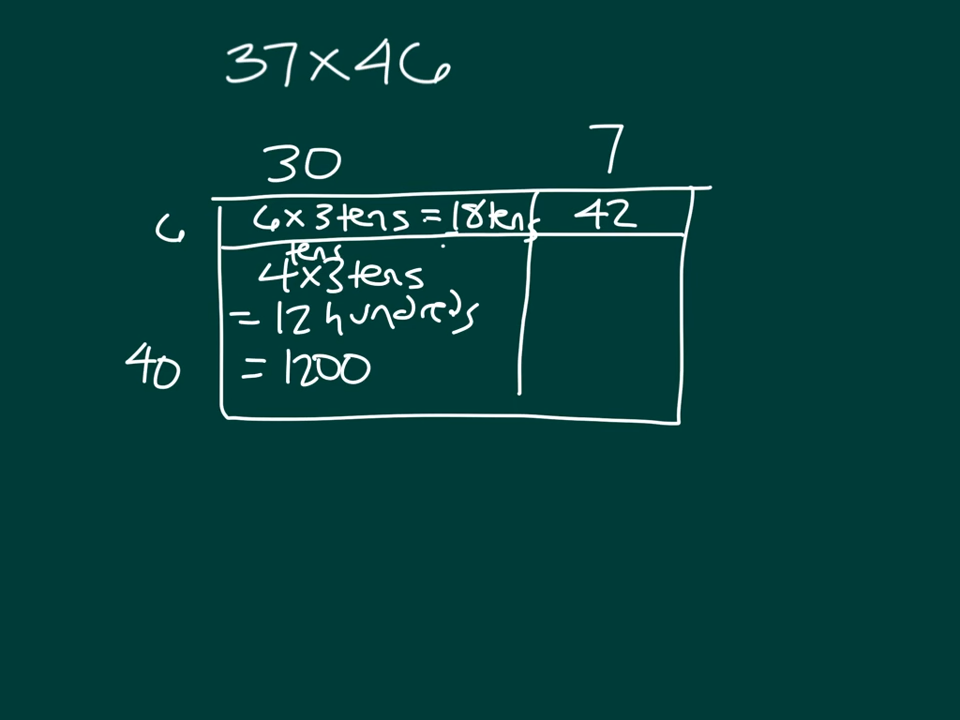 37×46
30 7
6 6×3tens=18tens 42
tens
4×3tens
=12 hundreds
40 =1200